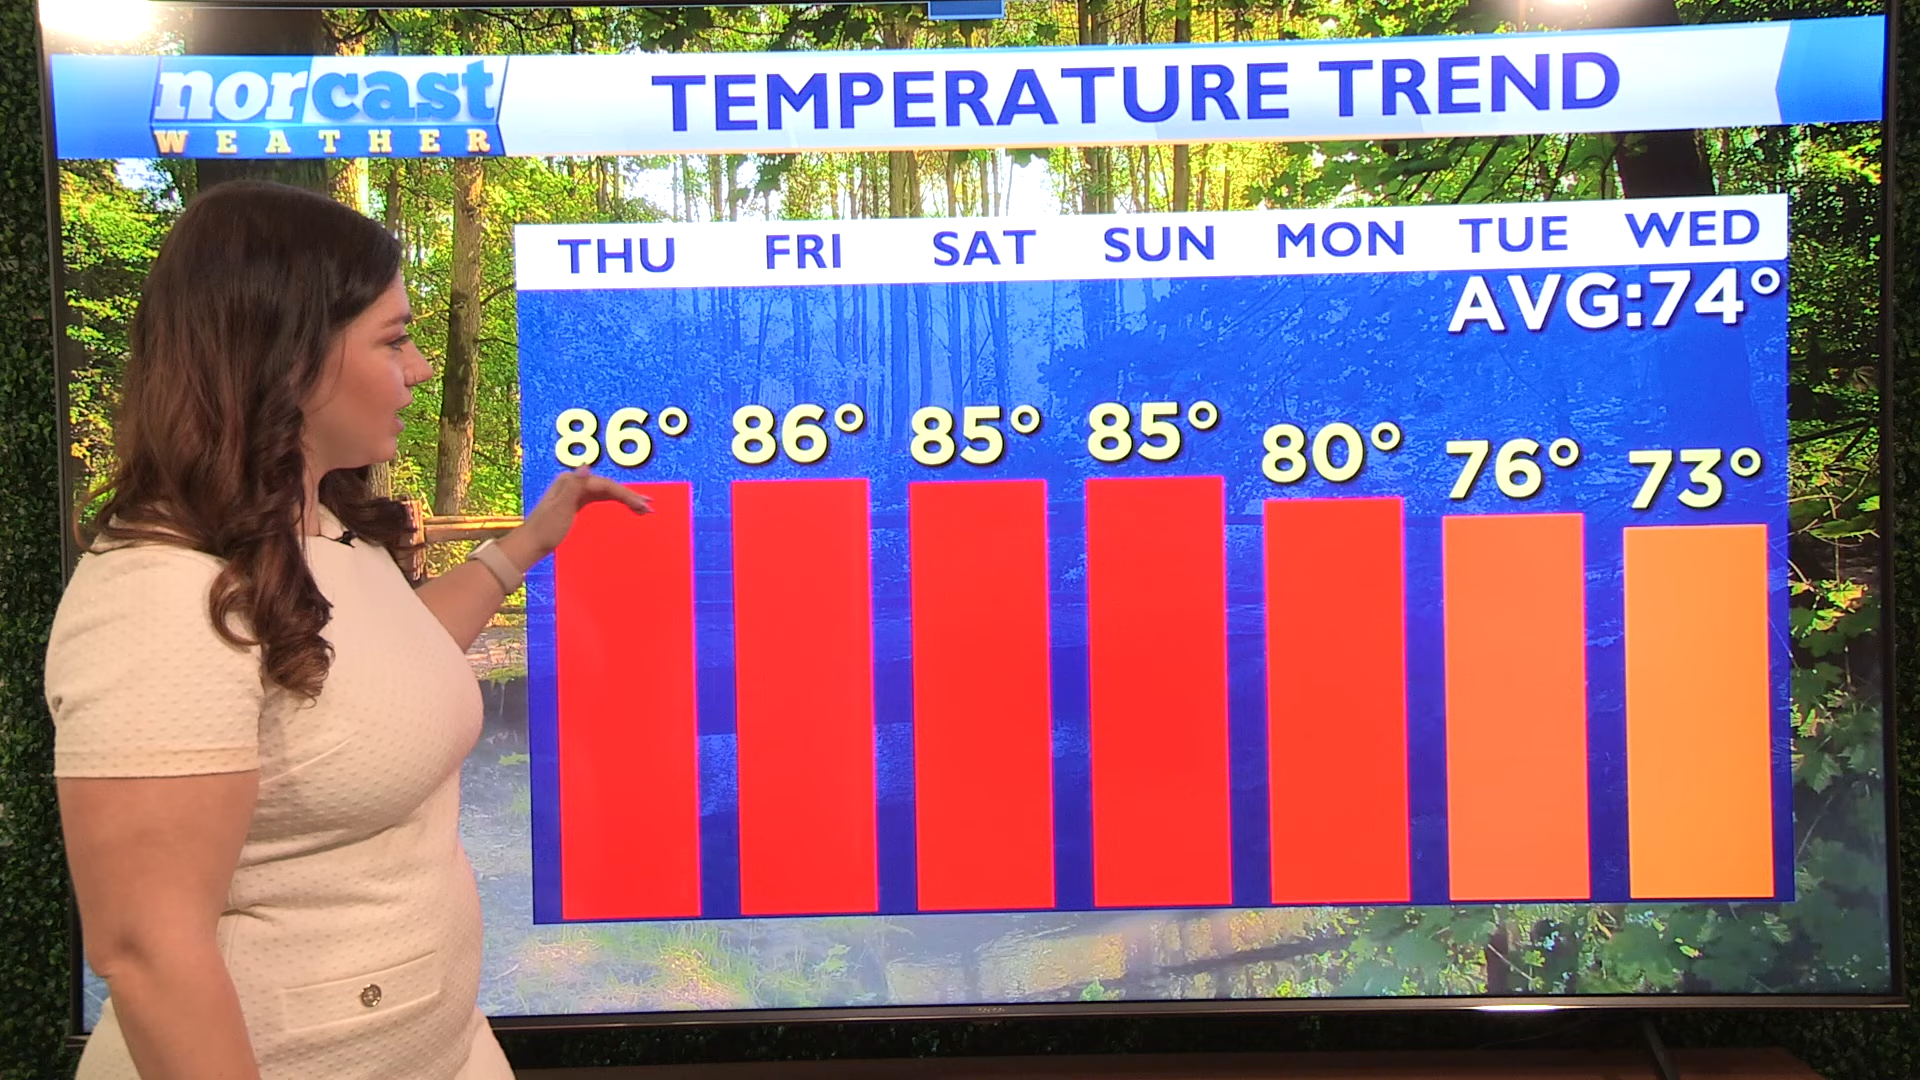 norcast
WEATHER
TEMPERATURE TREND
THU FRI SAT SUN MON TUE WED
AVG:74°
86° 86° 85° 85° 80° 76° 73°